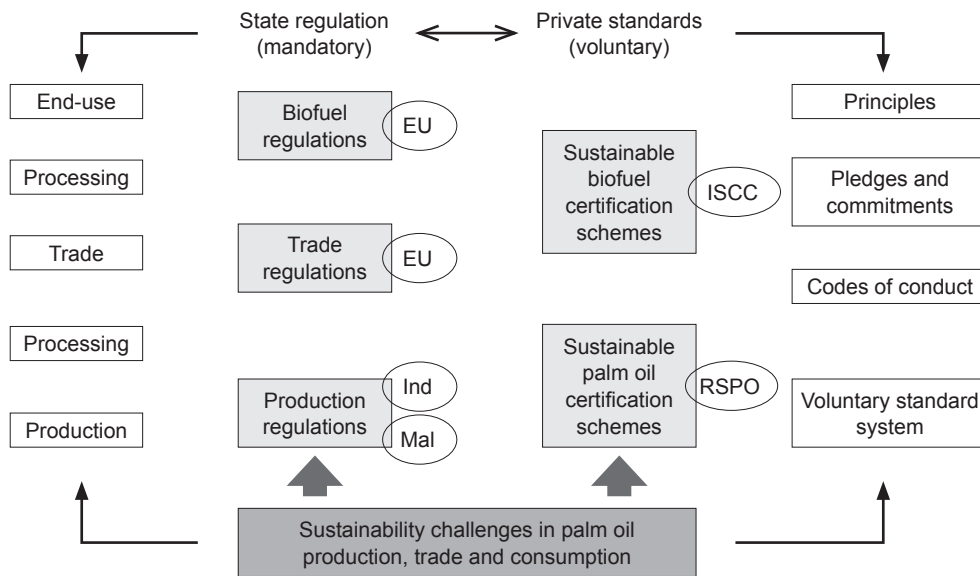 State regulation
(mandatory)
Private standards
(voluntary)
End-use
Processing
Trade
Processing
Production
Biofuel
regulations
EU
Trade
regulations
EU
Production
regulations
Ind
Mal
Sustainable
biofuel
certification
schemes
ISCC
Sustainable
palm oil
certification
schemes
RSPO
Principles
Pledges and
commitments
Codes of conduct
Voluntary standard
system
Sustainability challenges in palm oil
production, trade and consumption